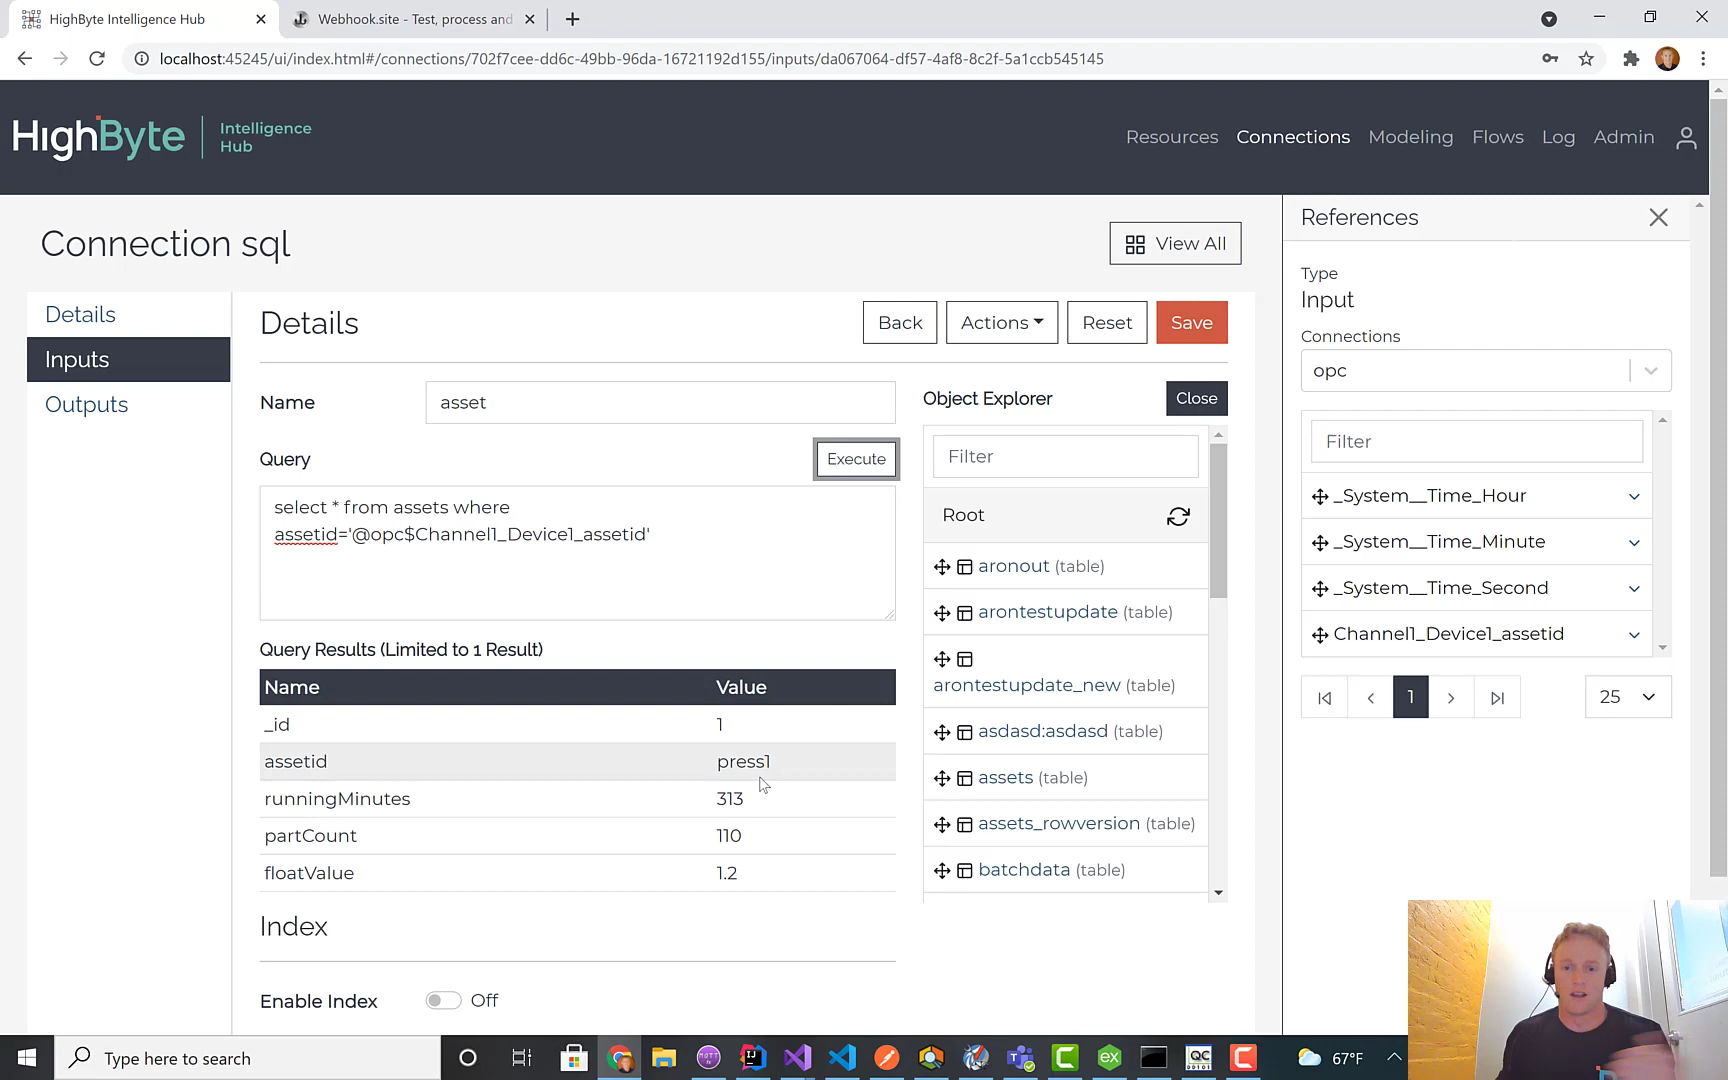 HighByte Intelligence Hub
Webhook.site - Test, process and
localhost:45245/ui/index.html#/connections/702f7cee-dd6c-49bb-96da-16721192d155/inputs/da067064-df57-4af8-8c2f-5a1ccb545145
HighByte
Intelligence
Hub
Resources Connections Modeling Flows Log Admin
Connection sql
View All
Details
Inputs
Outputs
Details
Back Actions Reset Save
Name
asset
Query
Execute
select * from assets where
assetid='@opc$Channel1_Device1_assetid'
Query Results (Limited to 1 Result)
Name Value
_id 1
assetid press1
runningMinutes 313
partCount 110
floatValue 1.2
Index
Enable Index Off
Object Explorer
Close
Filter
Root
aronout (table)
arontestupdate (table)
arontestupdate_new (table)
asdasd:asdasd (table)
assets (table)
assets_rowversion (table)
batchdata (table)
References
Type
Input
Connections
opc
Filter
_System__Time_Hour
_System__Time_Minute
_System__Time_Second
Channel1_Device1_assetid
1
25
Type here to search
67°F